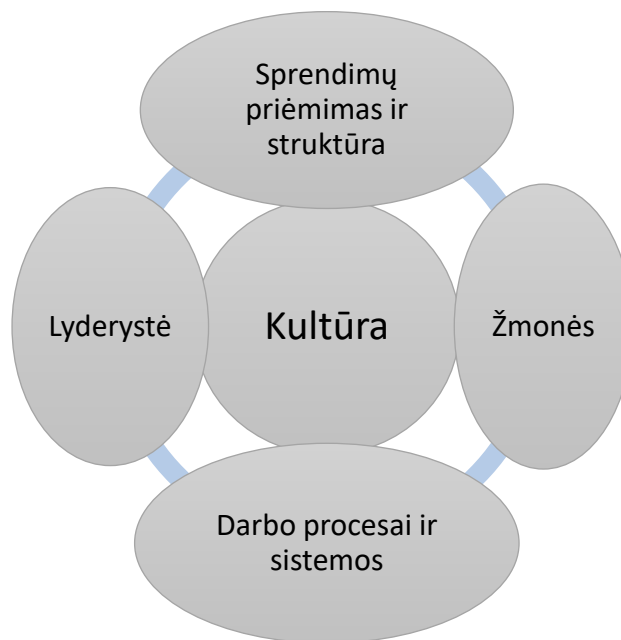 Sprendimų
priėmimas ir
struktūra
Lyderystė
Kultūra
Žmonės
Darbo procesai ir
sistemos